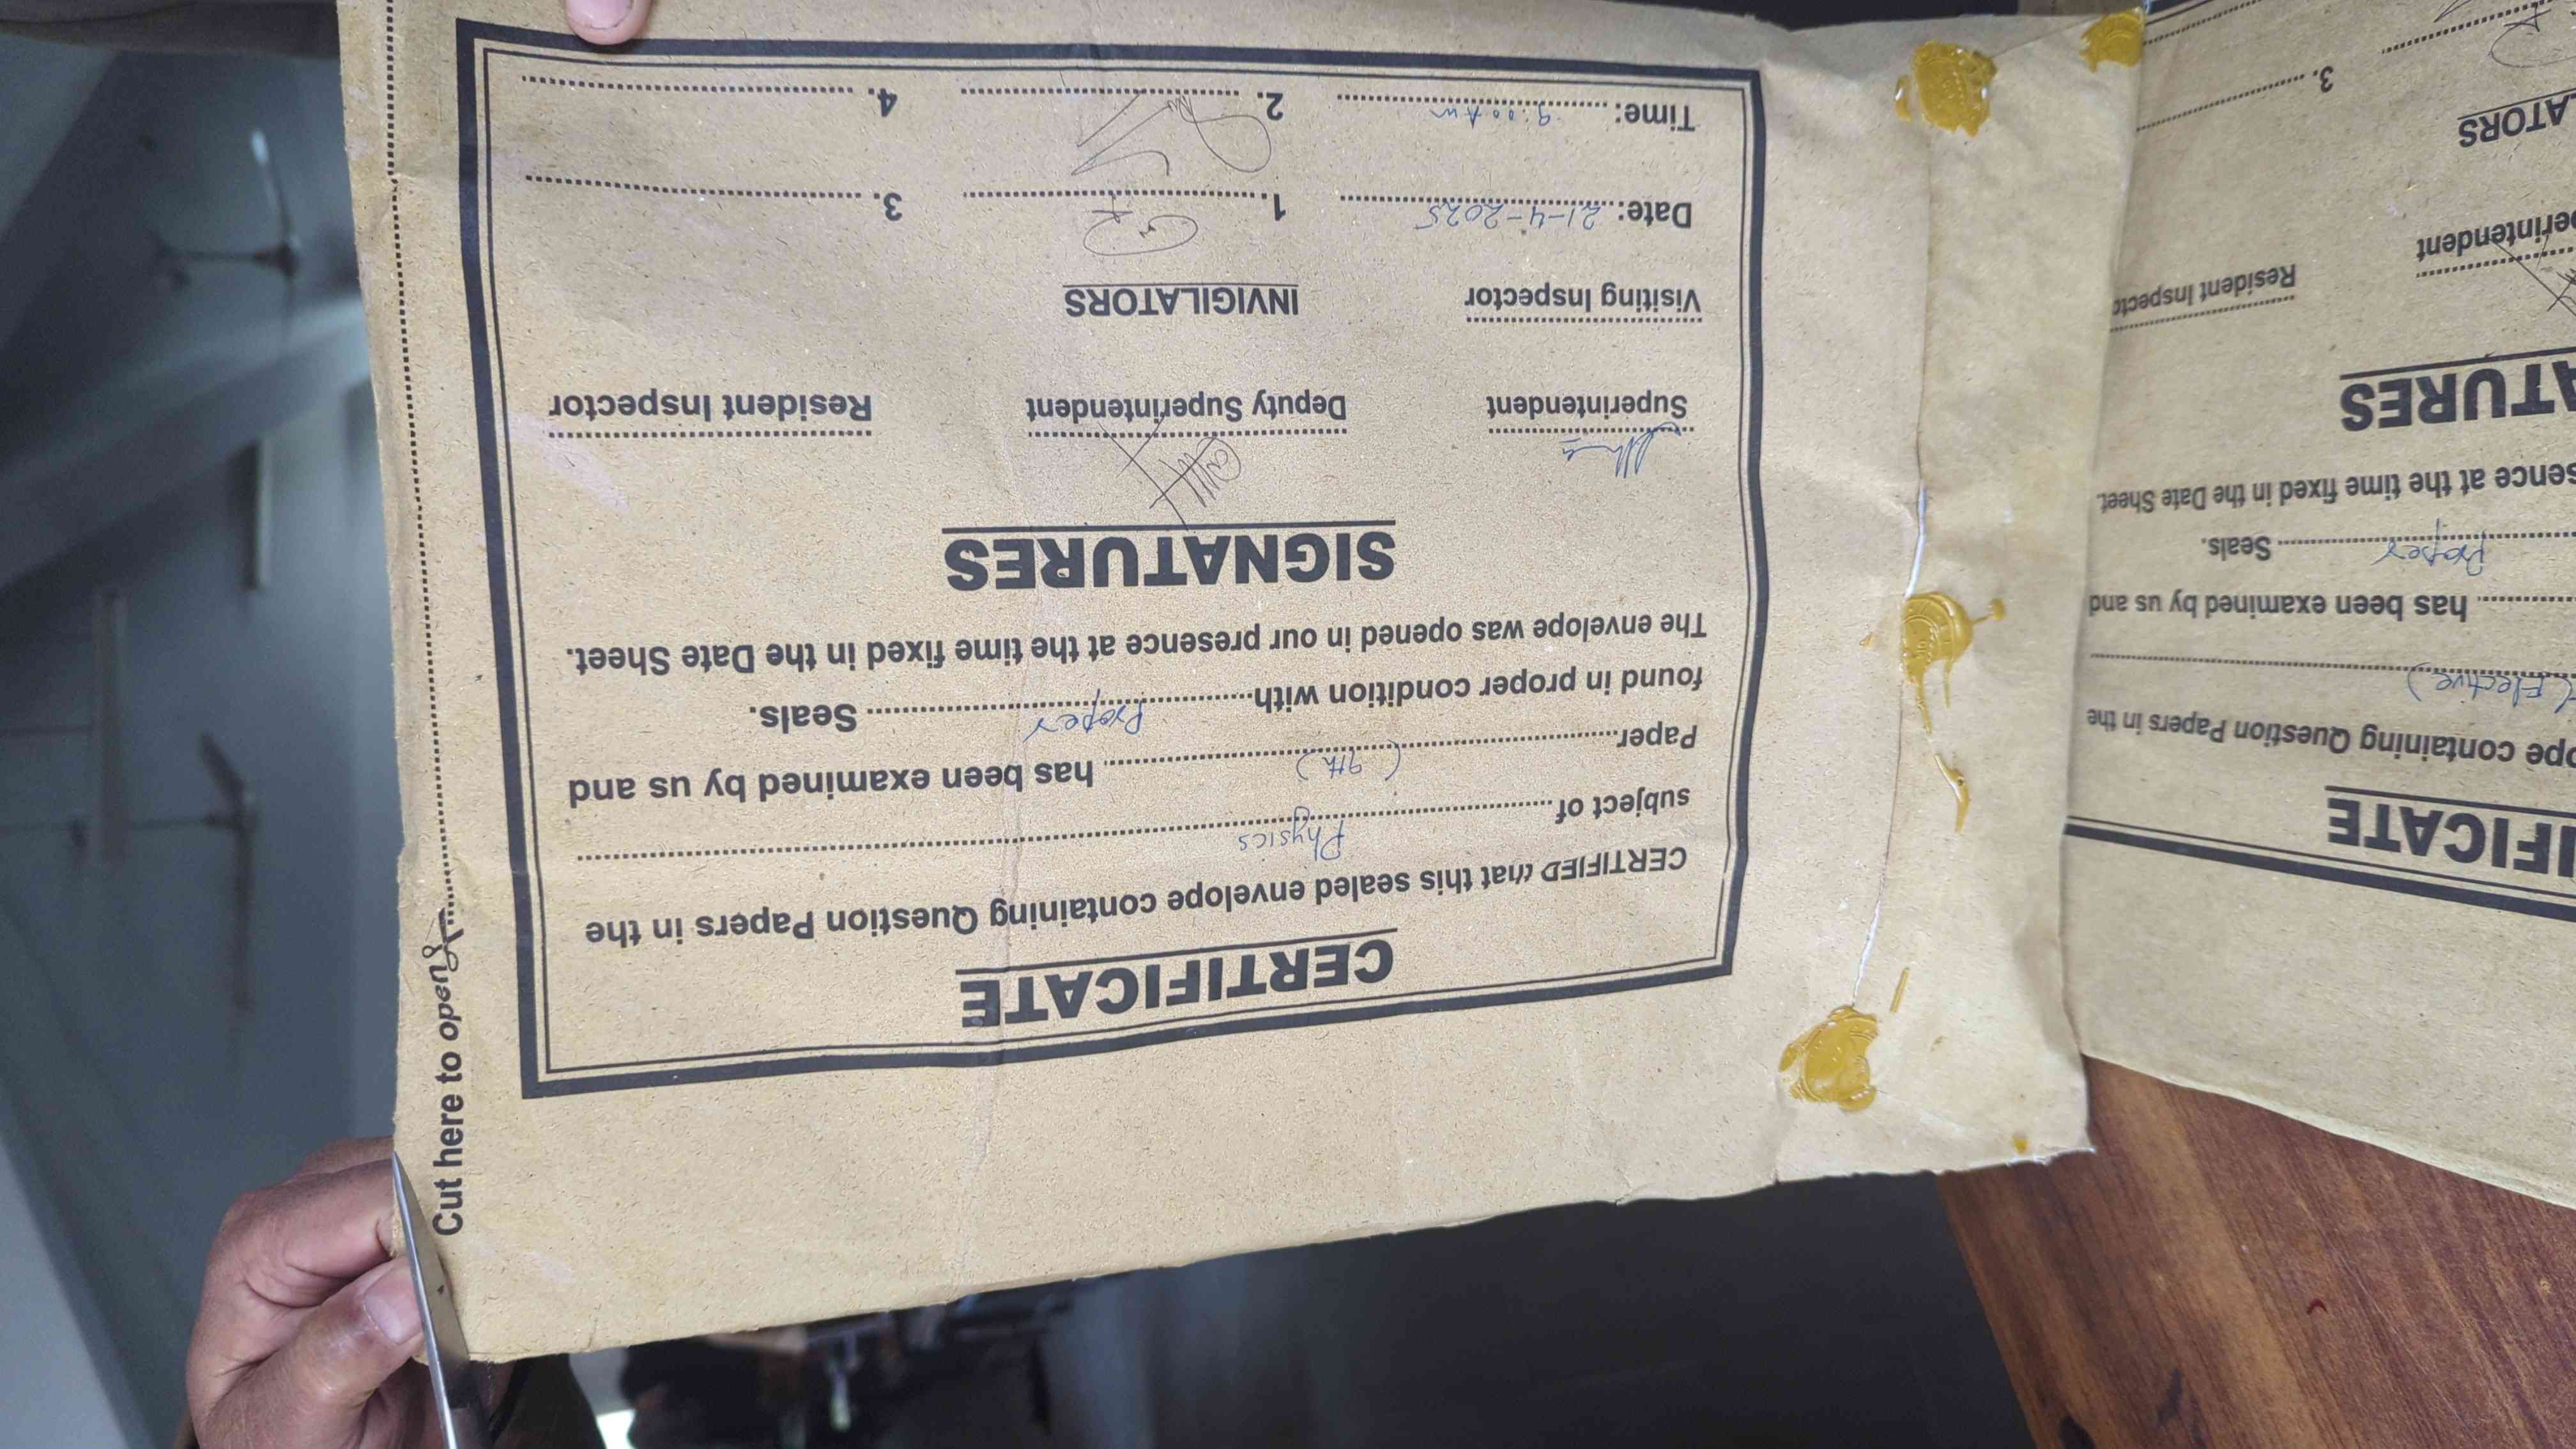 CERTIFICATE
CERTIFIED that this sealed envelope containing Question Papers in the
subject of Physics
Paper (9th) has been examined by us and
found in proper condition with Proper Seals.
The envelope was opened in our presence at the time fixed in the Date Sheet.
SIGNATURES
Superintendent Deputy Superintendent Resident Inspector
Visiting Inspector INVIGILATORS
Date: 21-4-2025 1. 3.
Time: 9:00 Am 2. 4.
Cut here to open
IFICATE
ope containing Question Papers in the
(Elective)
has been examined by us and
Proper Seals.
sence at the time fixed in the Date Sheet.
ATURES
erintendent Resident Inspecto
LATORS
3.